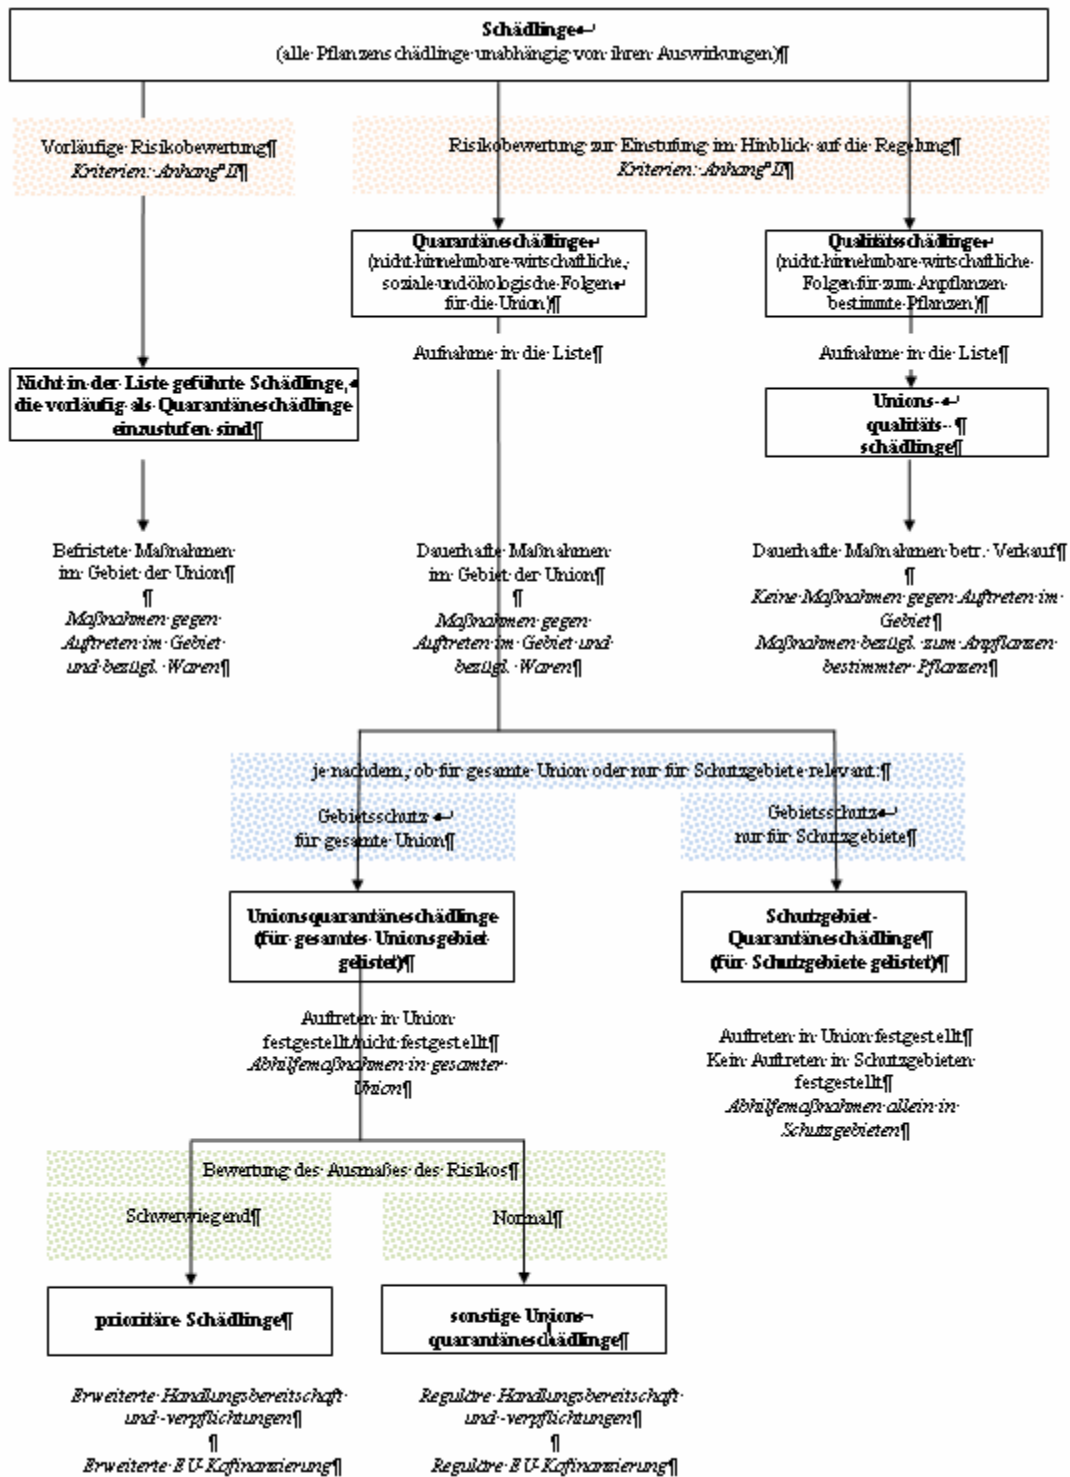 Schädlinge↵
(alle·Pflanzenschädlinge·unabhängig·von·ihren·Auswirkungen)¶
Vorläufige·Risikobewertung¶
Kriterien:·Anhang°II¶
Risikobewertung·zur·Einstufung·im·Hinblick·auf·die·Regelung¶
Kriterien:·Anhang°II¶
Quarantäneschädlinge↵
(nicht·hinnehmbare·wirtschaftliche,·
soziale·und·ökologische·Folgen↵
für·die·Union)¶
Aufnahme·in·die·Liste¶
Qualitätsschädlinge↵
(nicht·hinnehmbare·wirtschaftliche·
Folgen·für·zum·Anpflanzen·
bestimmte·Pflanzen)¶
Aufnahme·in·die·Liste¶
Nicht·in·der·Liste·geführte·Schädlinge,↵
die·vorläufig·als·Quarantäneschädlinge·
einzustufen·sind¶
Unions-↵
qualitäts-·¶
schädlinge¶
Befristete·Maßnahmen·
im·Gebiet·der·Union¶
¶
Maßnahmen·gegen·
Auftreten·im·Gebiet·
und·bezügl.·Waren¶
Dauerhafte·Maßnahmen·
im·Gebiet·der·Union¶
¶
Maßnahmen·gegen·
Auftreten·im·Gebiet·und·
bezügl.·Waren¶
Dauerhafte·Maßnahmen·betr.·Verkauf¶
¶
Keine·Maßnahmen·gegen·Auftreten·im·
Gebiet¶
Maßnahmen·bezügl.·zum·Anpflanzen·
bestimmter·Pflanzen¶
je·nachdem,·ob·für·gesamte·Union·oder·nur·für·Schutzgebiete·relevant:¶
Gebietsschutz·↵
für·gesamte·Union¶
Gebietsschutz↵
nur·für·Schutzgebiete¶
Unionsquarantäneschädlinge
(für·gesamtes·Unionsgebiet·
gelistet)¶
Schutzgebiet-
Quarantäneschädlinge¶
(für·Schutzgebiete·gelistet)¶
Auftreten·in·Union·
festgestellt/nicht·festgestellt¶
Abhilfemaßnahmen·in·gesamter·
Union¶
Auftreten·in·Union·festgestellt¶
Kein·Auftreten·in·Schutzgebieten·
festgestellt¶
Abhilfemaßnahmen·allein·in·
Schutzgebieten¶
Bewertung·des·Ausmaßes·des·Risikos¶
Schwerwiegend¶
Normal¶
prioritäre·Schädlinge¶
sonstige·Unions-
quarantäneschädlinge¶
Erweiterte·Handlungsbereitschaft·
und·-verpflichtungen¶
¶
Erweiterte·EU-Kofinanzierung¶
Reguläre·Handlungsbereitschaft·
und·-verpflichtungen¶
¶
Reguläre·EU-Kofinanzierung¶